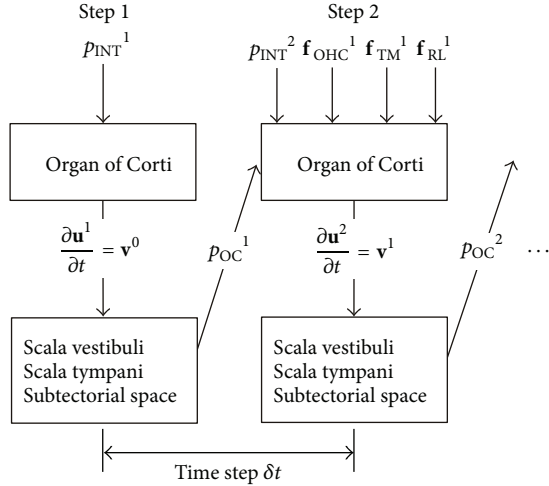 Step 1
Step 2
p_INT^1
p_INT^2 f_OHC^1 f_TM^1 f_RL^1
Organ of Corti
Organ of Corti
∂u^1/∂t = v^0
p_OC^1
∂u^2/∂t = v^1
p_OC^2
...
Scala vestibuli
Scala tympani
Subtectorial space
Scala vestibuli
Scala tympani
Subtectorial space
Time step δt